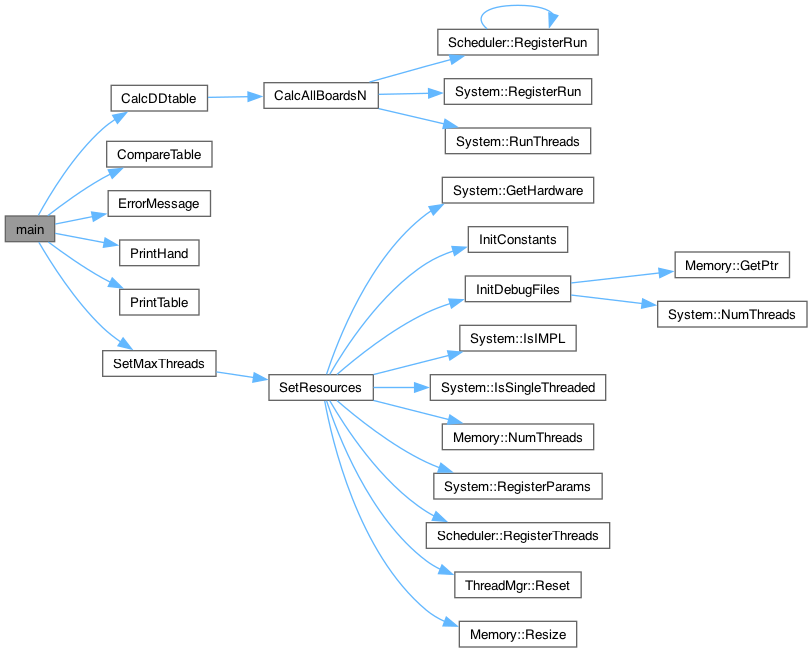 main
CalcDDtable
CompareTable
ErrorMessage
PrintHand
PrintTable
SetMaxThreads
CalcAllBoardsN
SetResources
Scheduler::RegisterRun
System::RegisterRun
System::RunThreads
System::GetHardware
InitConstants
InitDebugFiles
System::IsIMPL
System::IsSingleThreaded
Memory::NumThreads
System::RegisterParams
Scheduler::RegisterThreads
ThreadMgr::Reset
Memory::Resize
Memory::GetPtr
System::NumThreads